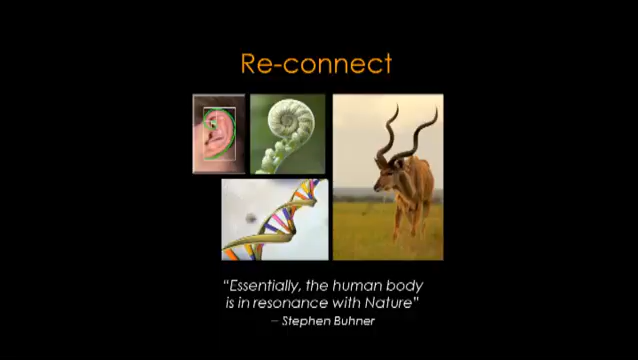 Re-connect
“Essentially, the human body
is in resonance with Nature”
– Stephen Buhner